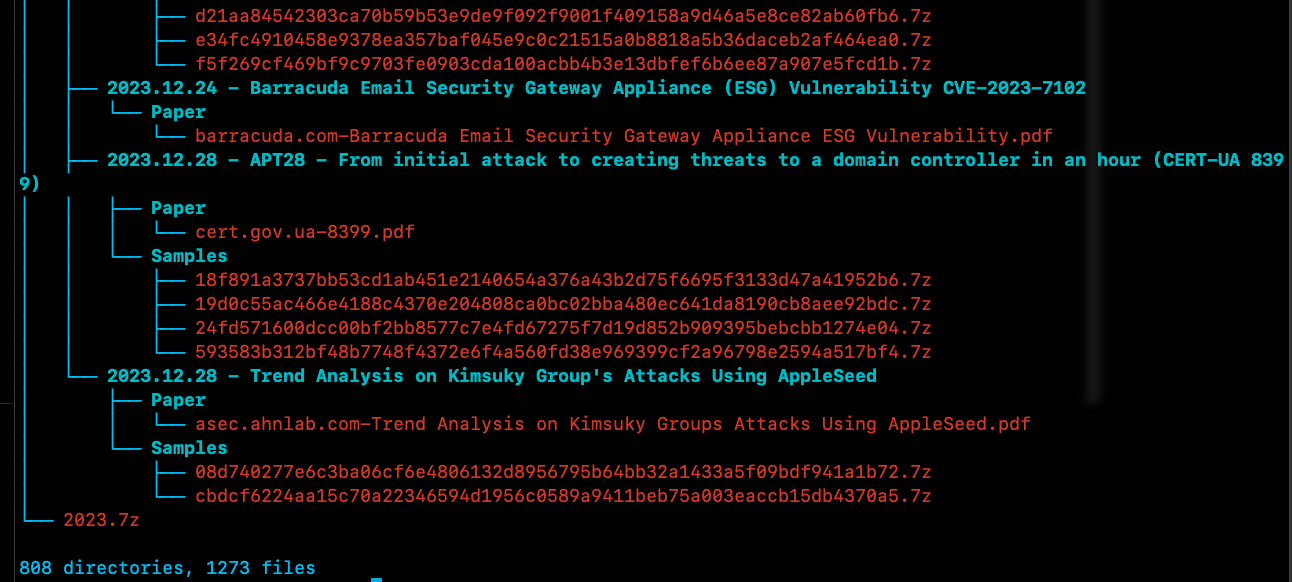 d21aa84542303ca70b59b53e9de9f092f9001f409158a9d46a5e8ce82ab60fb6.7z
e34fc4910458e9378ea357baf045e9c0c21515a0b8818a5b36daceb2af464ea0.7z
f5f269cf469bf9c9703fe0903cda100acbb4b3e13dbfef6b6ee87a907e5fcd1b.7z
2023.12.24 - Barracuda Email Security Gateway Appliance (ESG) Vulnerability CVE-2023-7102
Paper
barracuda.com-Barracuda Email Security Gateway Appliance ESG Vulnerability.pdf
2023.12.28 - APT28 - From initial attack to creating threats to a domain controller in an hour (CERT-UA 839
9)
Paper
cert.gov.ua-8399.pdf
Samples
18f891a3737bb53cd1ab451e2140654a376a43b2d75f6695f3133d47a41952b6.7z
19d0c55ac466e4188c4370e204808ca0bc02bba480ec641da8190cb8aee92bdc.7z
24fd571600dcc00bf2bb8577c7e4fd67275f7d19d852b909395bebcbb1274e04.7z
593583b312bf48b7748f4372e6f4a560fd38e969399cf2a96798e2594a517bf4.7z
2023.12.28 - Trend Analysis on Kimsuky Group's Attacks Using AppleSeed
Paper
asec.ahnlab.com-Trend Analysis on Kimsuky Groups Attacks Using AppleSeed.pdf
Samples
08d740277e6c3ba06cf6e4806132d8956795b64bb32a1433a5f09bdf941a1b72.7z
cbdcf6224aa15c70a22346594d1956c0589a9411beb75a003eaccb15db4370a5.7z
2023.7z
808 directories, 1273 files